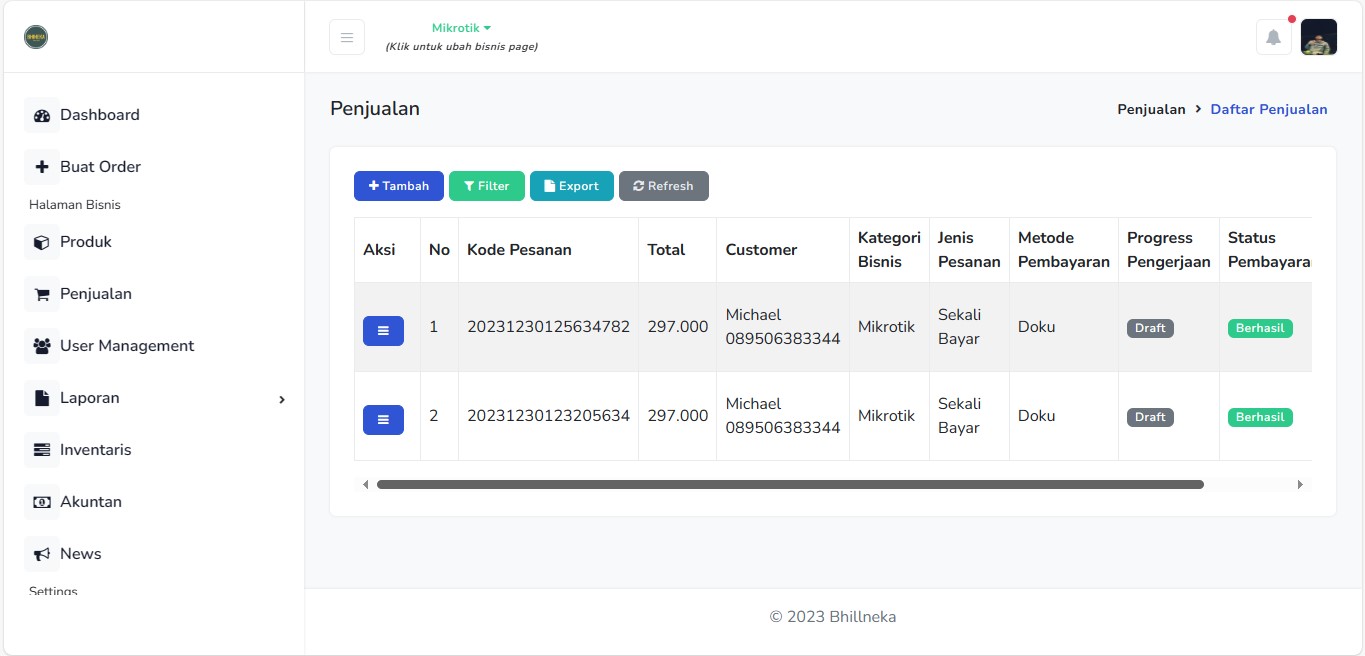 Mikrotik
(Klik untuk ubah bisnis page)
Dashboard
Buat Order
Halaman Bisnis
Produk
Penjualan
User Management
Laporan
Inventaris
Akuntan
News
Settings
Penjualan
Penjualan > Daftar Penjualan
Tambah Filter Export Refresh
Aksi No Kode Pesanan Total Customer Kategori Bisnis Jenis Pesanan Metode Pembayaran Progress Pengerjaan Status Pembayara
1 20231230125634782 297.000 Michael 089506383344 Mikrotik Sekali Bayar Doku Draft Berhasil
2 20231230123205634 297.000 Michael 089506383344 Mikrotik Sekali Bayar Doku Draft Berhasil
© 2023 Bhillneka